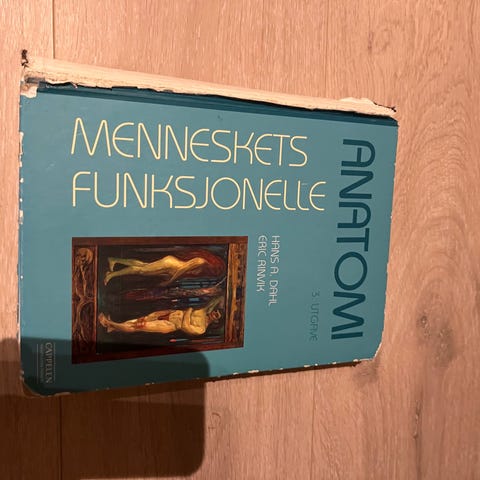 MENNESKETS
FUNKSJONELLE
ANATOMI
3. UTGAVE
HANS A. DAHL
ERIC RINVIK
CAPPELEN